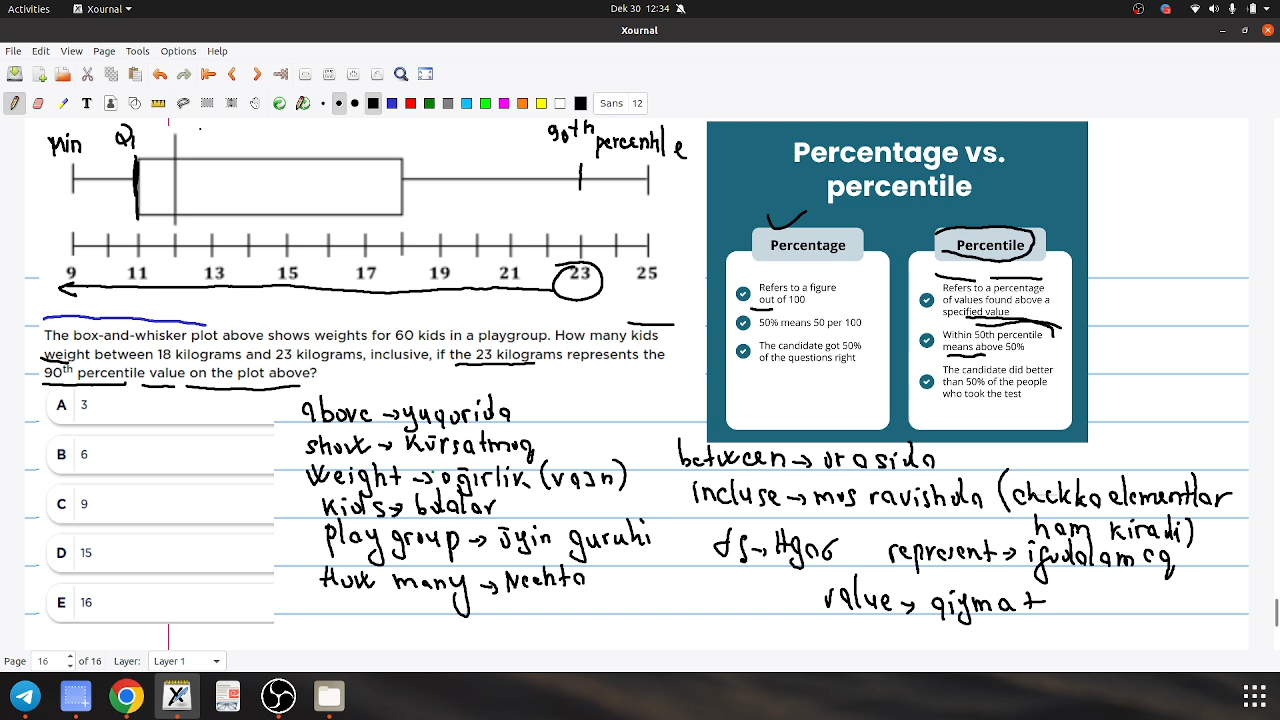 Activities
Xournal
Dek 30 12:34
Xournal
File Edit View Page Tools Options Help
Sans 12
Min Q1 90th percentile
9 11 13 15 17 19 21 23 25
The box-and-whisker plot above shows weights for 60 kids in a playgroup. How many kids
weight between 18 kilograms and 23 kilograms, inclusive, if the 23 kilograms represents the
90th percentile value on the plot above?
A 3
B 6
C 9
D 15
E 16
above → yuqorida
show → Kürsatmoq
Weight → oğırlik (vazn)
Kids → bolalar
play group → üyin guruhi
How many → Nechta
Percentage vs.
percentile
Percentage
Refers to a figure
out of 100
50% means 50 per 100
The candidate got 50%
of the questions right
Percentile
Refers to a percentage
of values found above a
specified value
Within 50th percentile
means above 50%
The candidate did better
than 50% of the people
who took the test
between → orasida
incluse → mos ravishda (chekka elementlar
ham kiradi)
represent → ifodalamoq
value → qiymat
Page 16 of 16 Layer: Layer 1